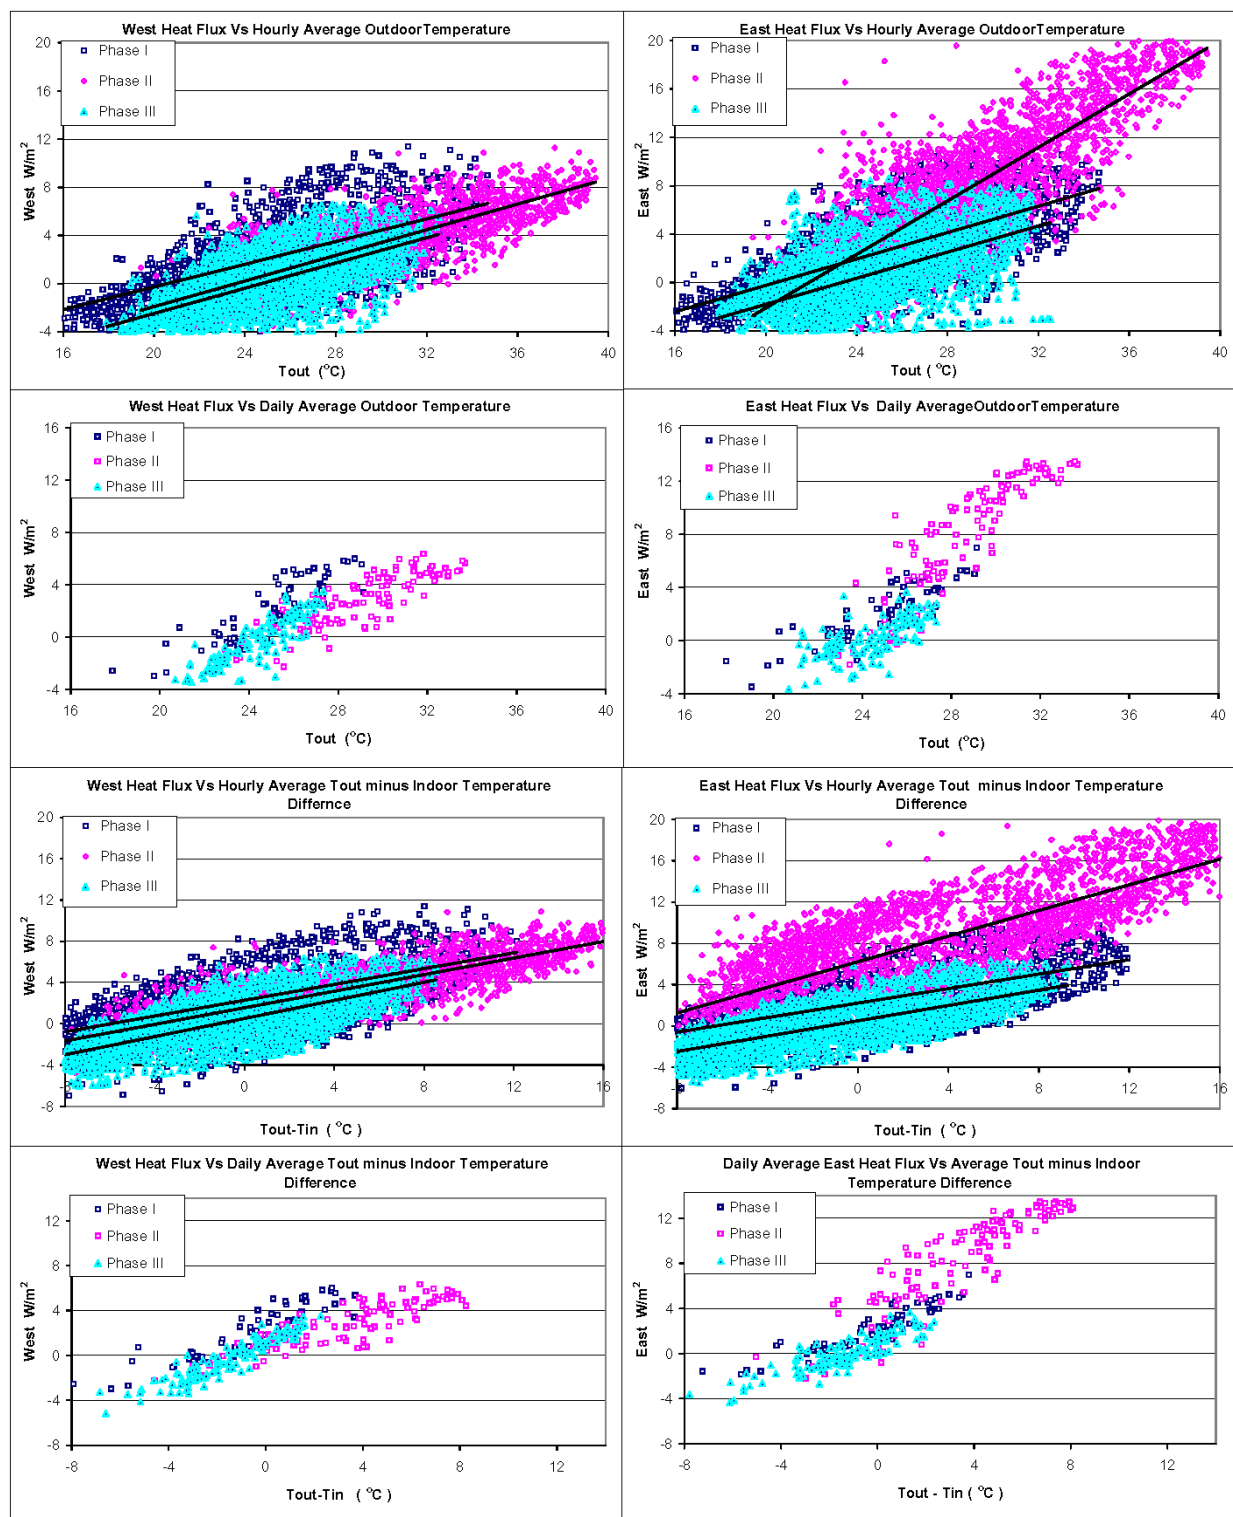 West Heat Flux Vs Hourly Average OutdoorTemperature
Phase I
Phase II
Phase III
20
16
12
8
4
0
-4
West W/m²
16 20 24 28 32 36 40
Tout (°C)
East Heat Flux Vs Hourly Average OutdoorTemperature
Phase I
Phase II
Phase III
20
16
12
8
4
0
-4
East W/m²
16 20 24 28 32 36 40
Tout (°C)
West Heat Flux Vs Daily Average Outdoor Temperature
Phase I
Phase II
Phase III
16
12
8
4
0
-4
West W/m²
16 20 24 28 32 36 40
Tout (°C)
East Heat Flux Vs Daily AverageOutdoorTemperature
Phase I
Phase II
Phase III
16
12
8
4
0
-4
East W/m²
16 20 24 28 32 36 40
Tout (°C)
West Heat Flux Vs Hourly Average Tout minus Indoor Temperature
Differnce
Phase I
Phase II
Phase III
20
16
12
8
4
0
-4
-8
West W/m²
-8 -4 0 4 8 12 16
Tout-Tin (°C)
East Heat Flux Vs Hourly Average Tout minus Indoor Temperature
Difference
Phase I
Phase II
Phase III
20
16
12
8
4
0
-4
-8
East W/m²
-8 -4 0 4 8 12 16
Tout-Tin (°C)
West Heat Flux Vs Daily Average Tout minus Indoor Temperature
Difference
Phase I
Phase II
Phase III
12
8
4
0
-4
-8
West W/m²
-8 -4 0 4 8 12
Tout-Tin (°C)
Daily Average East Heat Flux Vs Average Tout minus Indoor
Temperature Difference
Phase I
Phase II
Phase III
12
8
4
0
-4
-8
East W/m²
-8 -4 0 4 8 12
Tout - Tin (°C)